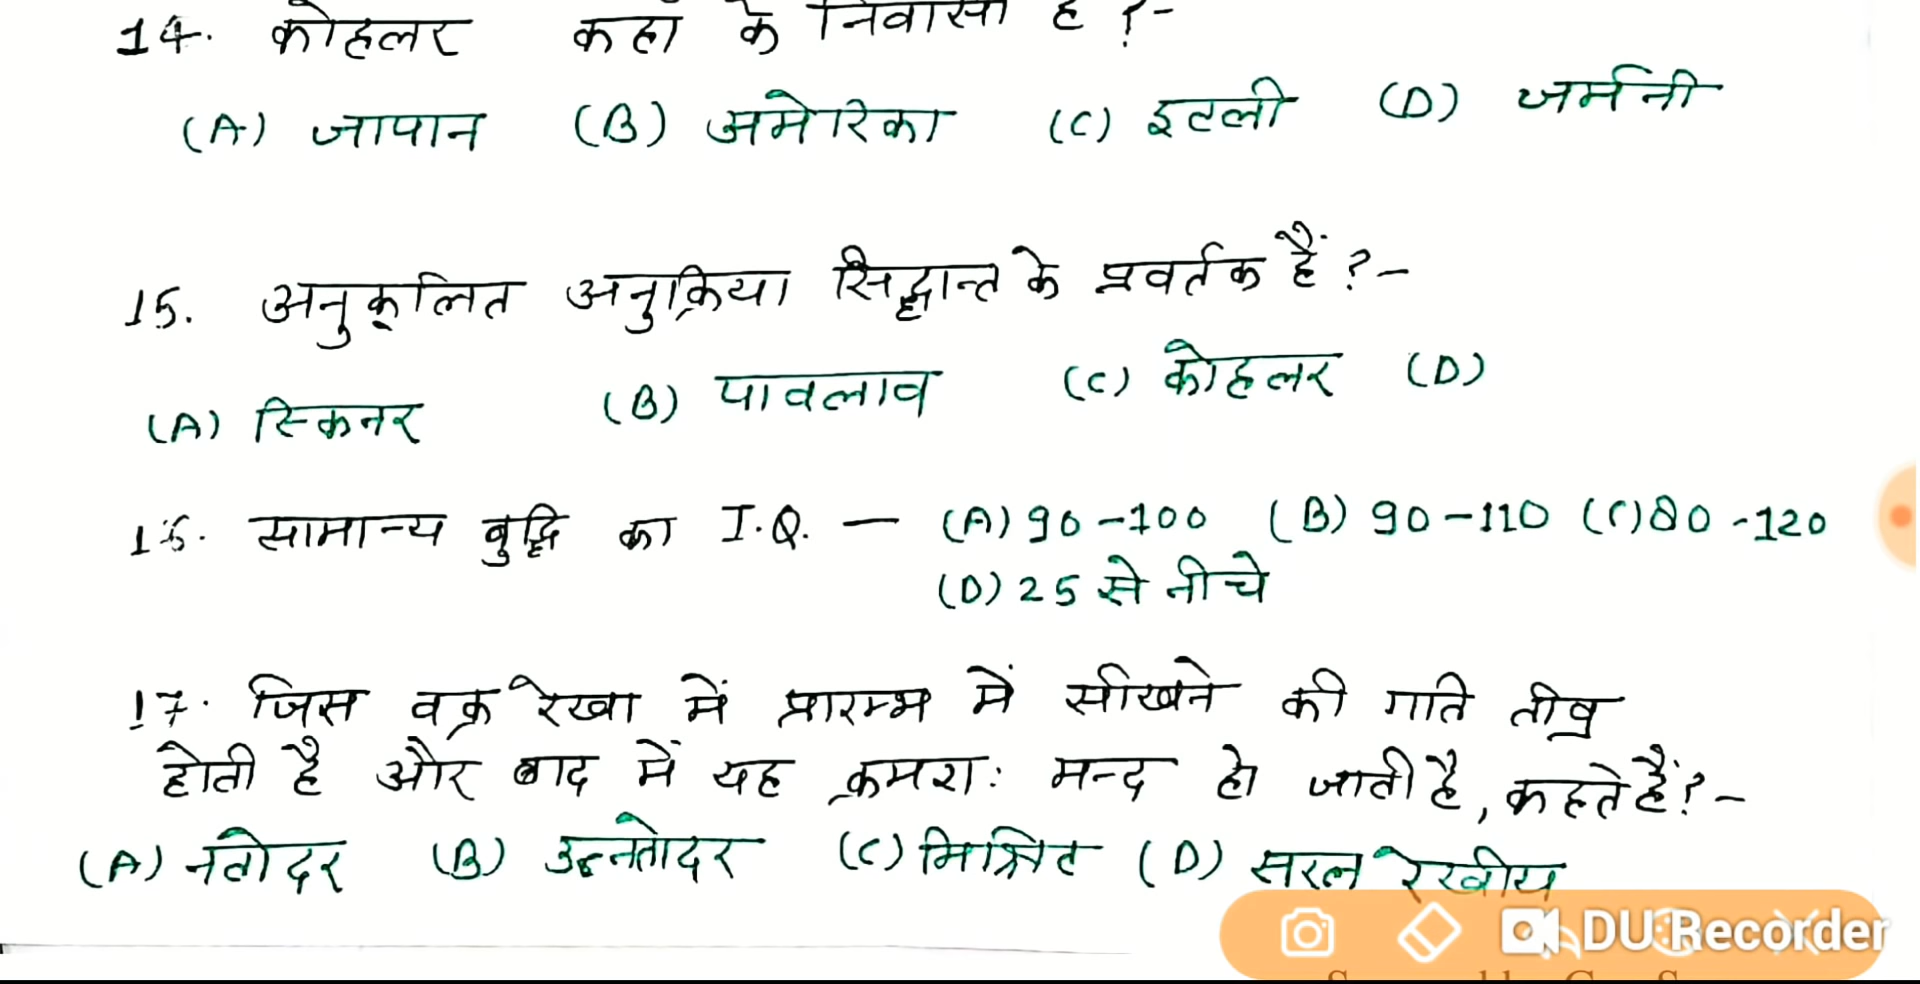 14. कोहलर कहाँ के निवासी है ?-
(A) जापान (B) अमेरिका (C) इटली (D) जर्मनी
15. अनुकूलित अनुक्रिया सिद्धान्त के प्रवर्तक हैं ?-
(A) स्किनर (B) पावलाव (C) कोहलर (D)
16. सामान्य बुद्धि का I.Q. — (A) 90-100 (B) 90-110 (C) 80-120
(D) 25 से नीचे
17. जिस वक्र रेखा में प्रारम्भ में सीखने की गति तीव्र
होती है और बाद में यह क्रमशः मन्द हो जाती है, कहते हैं?-
(A) नतोदर (B) उन्नतोदर (C) मिश्रित (D) सरल रेखीय
DU Recorder